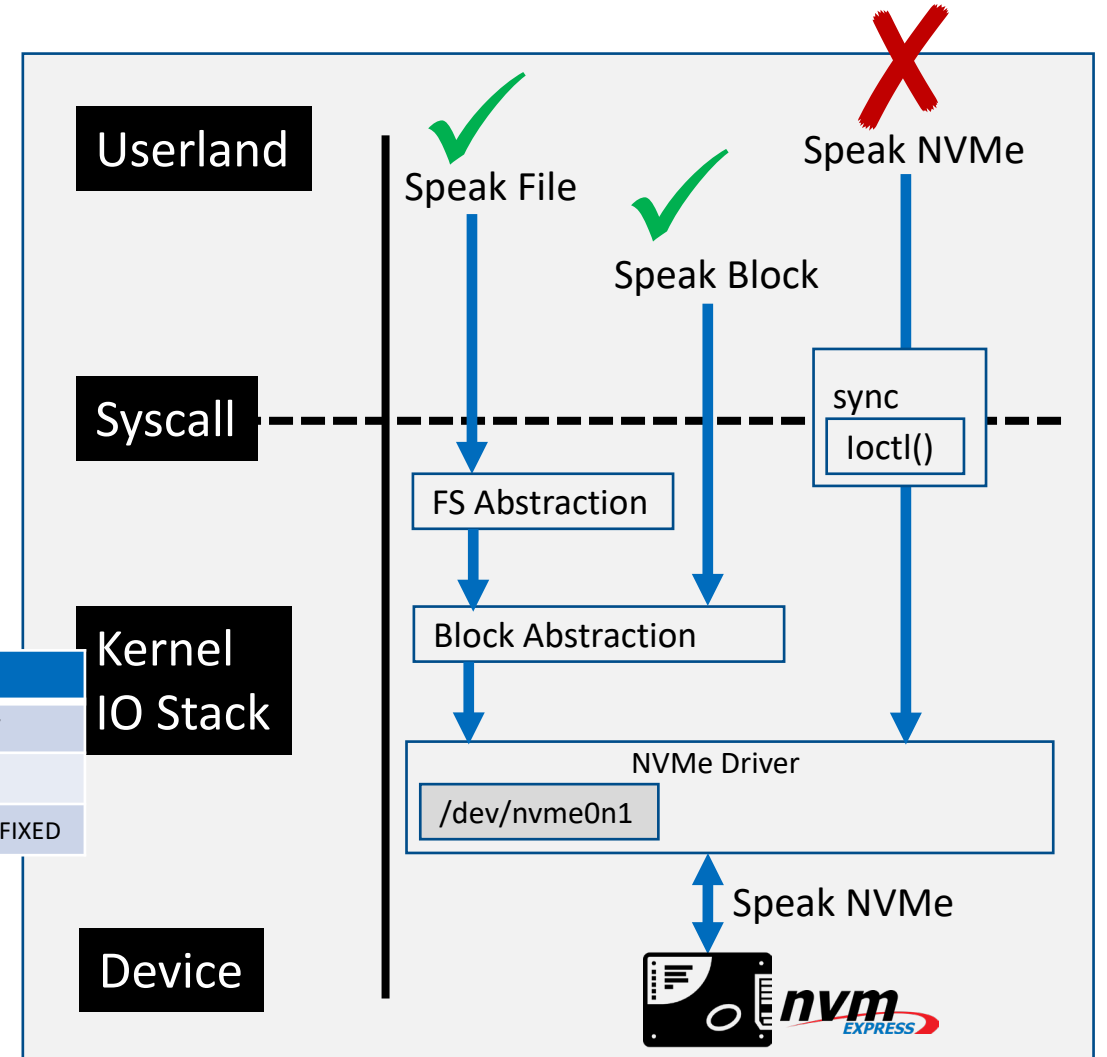 Userland
Speak File
Speak Block
Speak NVMe
Syscall
sync
Ioctl()
FS Abstraction
Kernel
IO Stack
Block Abstraction
FIXED
NVMe Driver
/dev/nvme0n1
Speak NVMe
Device
nvm
EXPRESS